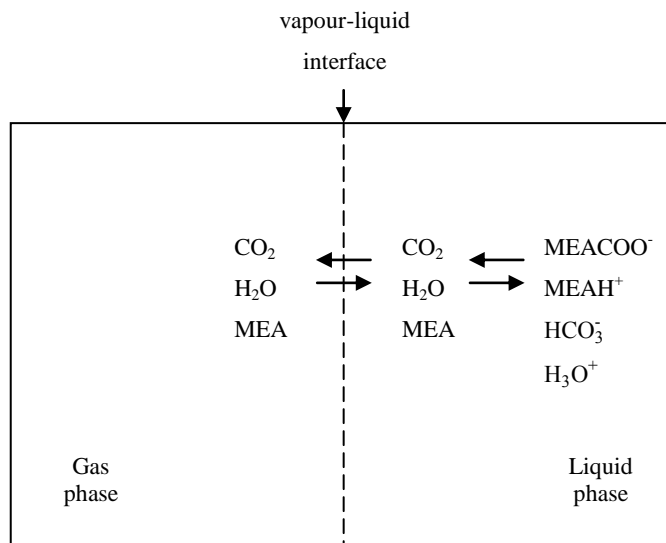 vapour-liquid
interface
CO₂ CO₂ MEACOO⁻
H₂O H₂O MEAH⁺
MEA MEA HCO₃⁻
H₃O⁺
Gas Liquid
phase phase